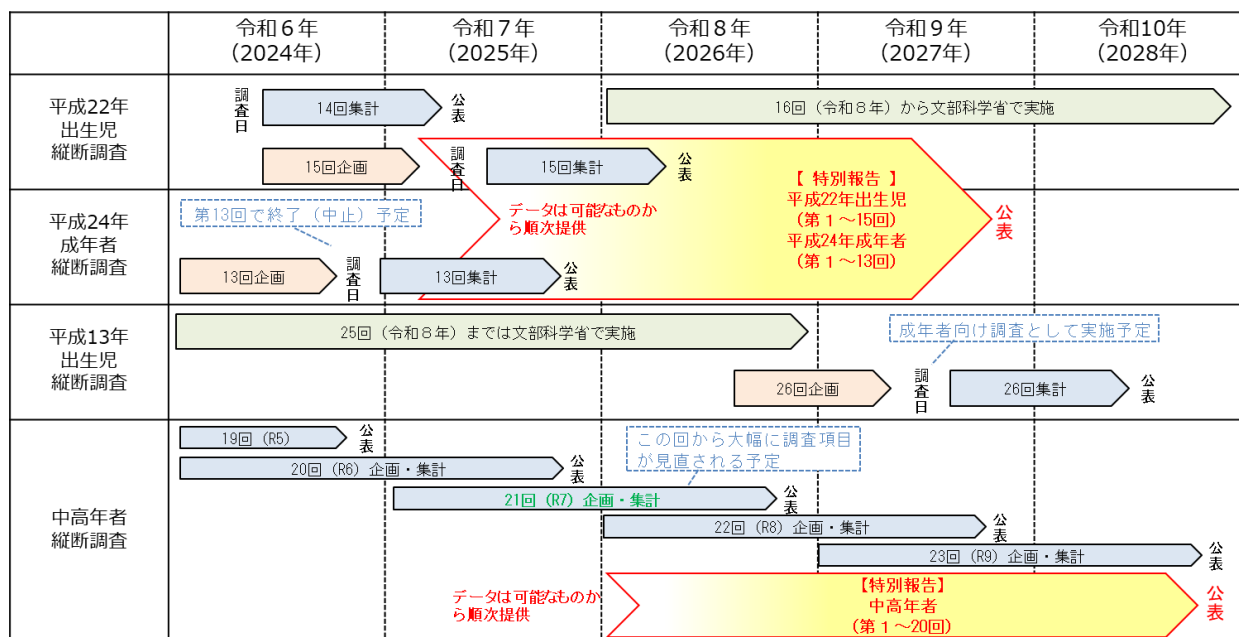 令和６年
(2024年)
令和７年
(2025年)
令和８年
(2026年)
令和９年
(2027年)
令和10年
(2028年)
平成22年
出生児
縦断調査
調査日
14回集計
公表
16回（令和８年）から文部科学省で実施
15回企画
調査日
15回集計
公表
【 特別報告 】
平成22年出生児
(第１～15回)
平成24年成年者
(第１～13回)
公表
データは可能なものか
ら順次提供
平成24年
成年者
縦断調査
第13回で終了（中止）予定
13回企画
調査日
13回集計
公表
平成13年
出生児
縦断調査
25回（令和８年）までは文部科学省で実施
成年者向け調査として実施予定
26回企画
調査日
26回集計
公表
中高年者
縦断調査
19回（R5）
公表
20回（R6）企画・集計
公表
この回から大幅に調査項目
が見直される予定
21回（R7）企画・集計
公表
22回（R8）企画・集計
公表
23回（R9）企画・集計
公表
データは可能なものか
ら順次提供
【特別報告】
中高年者
(第１～20回)
公表